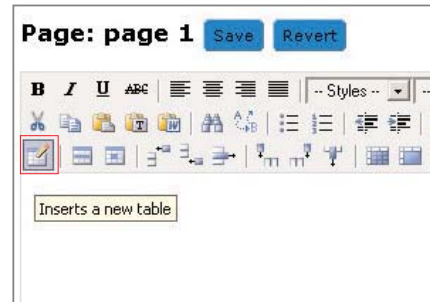 Page: page 1 Save Revert
B I U ABC -- Styles -- --
Inserts a new table